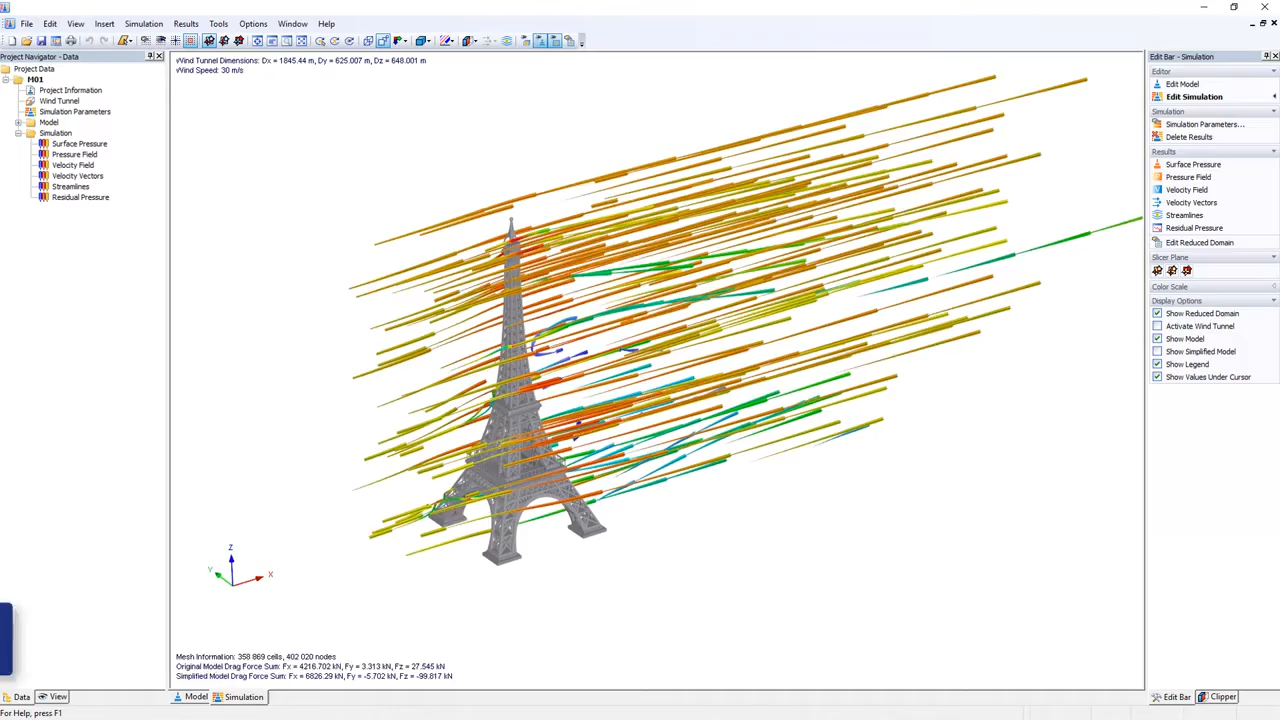 File Edit View Insert Simulation Results Tools Options Window Help
Project Navigator - Data
Project Data
M01
Project Information
Wind Tunnel
Simulation Parameters
Model
Simulation
Surface Pressure
Pressure Field
Velocity Field
Velocity Vectors
Streamlines
Residual Pressure
Data View
For Help, press F1
Wind Tunnel Dimensions: Dx = 1845.44 m, Dy = 625.007 m, Dz = 648.001 m
Wind Speed: 30 m/s
Z
Y
X
Mesh Information: 358 869 cells, 402 020 nodes
Original Model Drag Force Sum: Fx = 4216.702 kN, Fy = 3.313 kN, Fz = 27.545 kN
Simplified Model Drag Force Sum: Fx = 6826.29 kN, Fy = -5.702 kN, Fz = -99.817 kN
Model Simulation
Edit Bar - Simulation
Editor
Edit Model
Edit Simulation
Simulation
Simulation Parameters...
Delete Results
Results
Surface Pressure
Pressure Field
Velocity Field
Velocity Vectors
Streamlines
Residual Pressure
Edit Reduced Domain
Slicer Plane
Color Scale
Display Options
Show Reduced Domain
Activate Wind Tunnel
Show Model
Show Simplified Model
Show Legend
Show Values Under Cursor
Edit Bar Clipper